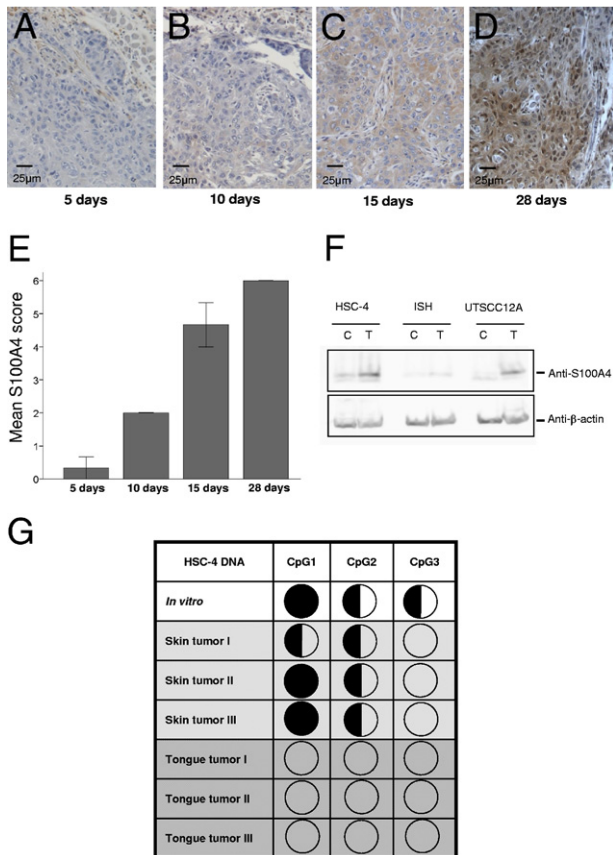 A B C D
25µm 25µm 25µm 25µm
5 days 10 days 15 days 28 days
E
Mean S100A4 score
6
5
4
3
2
1
0
5 days 10 days 15 days 28 days
F
HSC-4 ISH UTSCC12A
C T C T C T
Anti-S100A4
Anti-β-actin
G
HSC-4 DNA CpG1 CpG2 CpG3
In vitro
Skin tumor I
Skin tumor II
Skin tumor III
Tongue tumor I
Tongue tumor II
Tongue tumor III